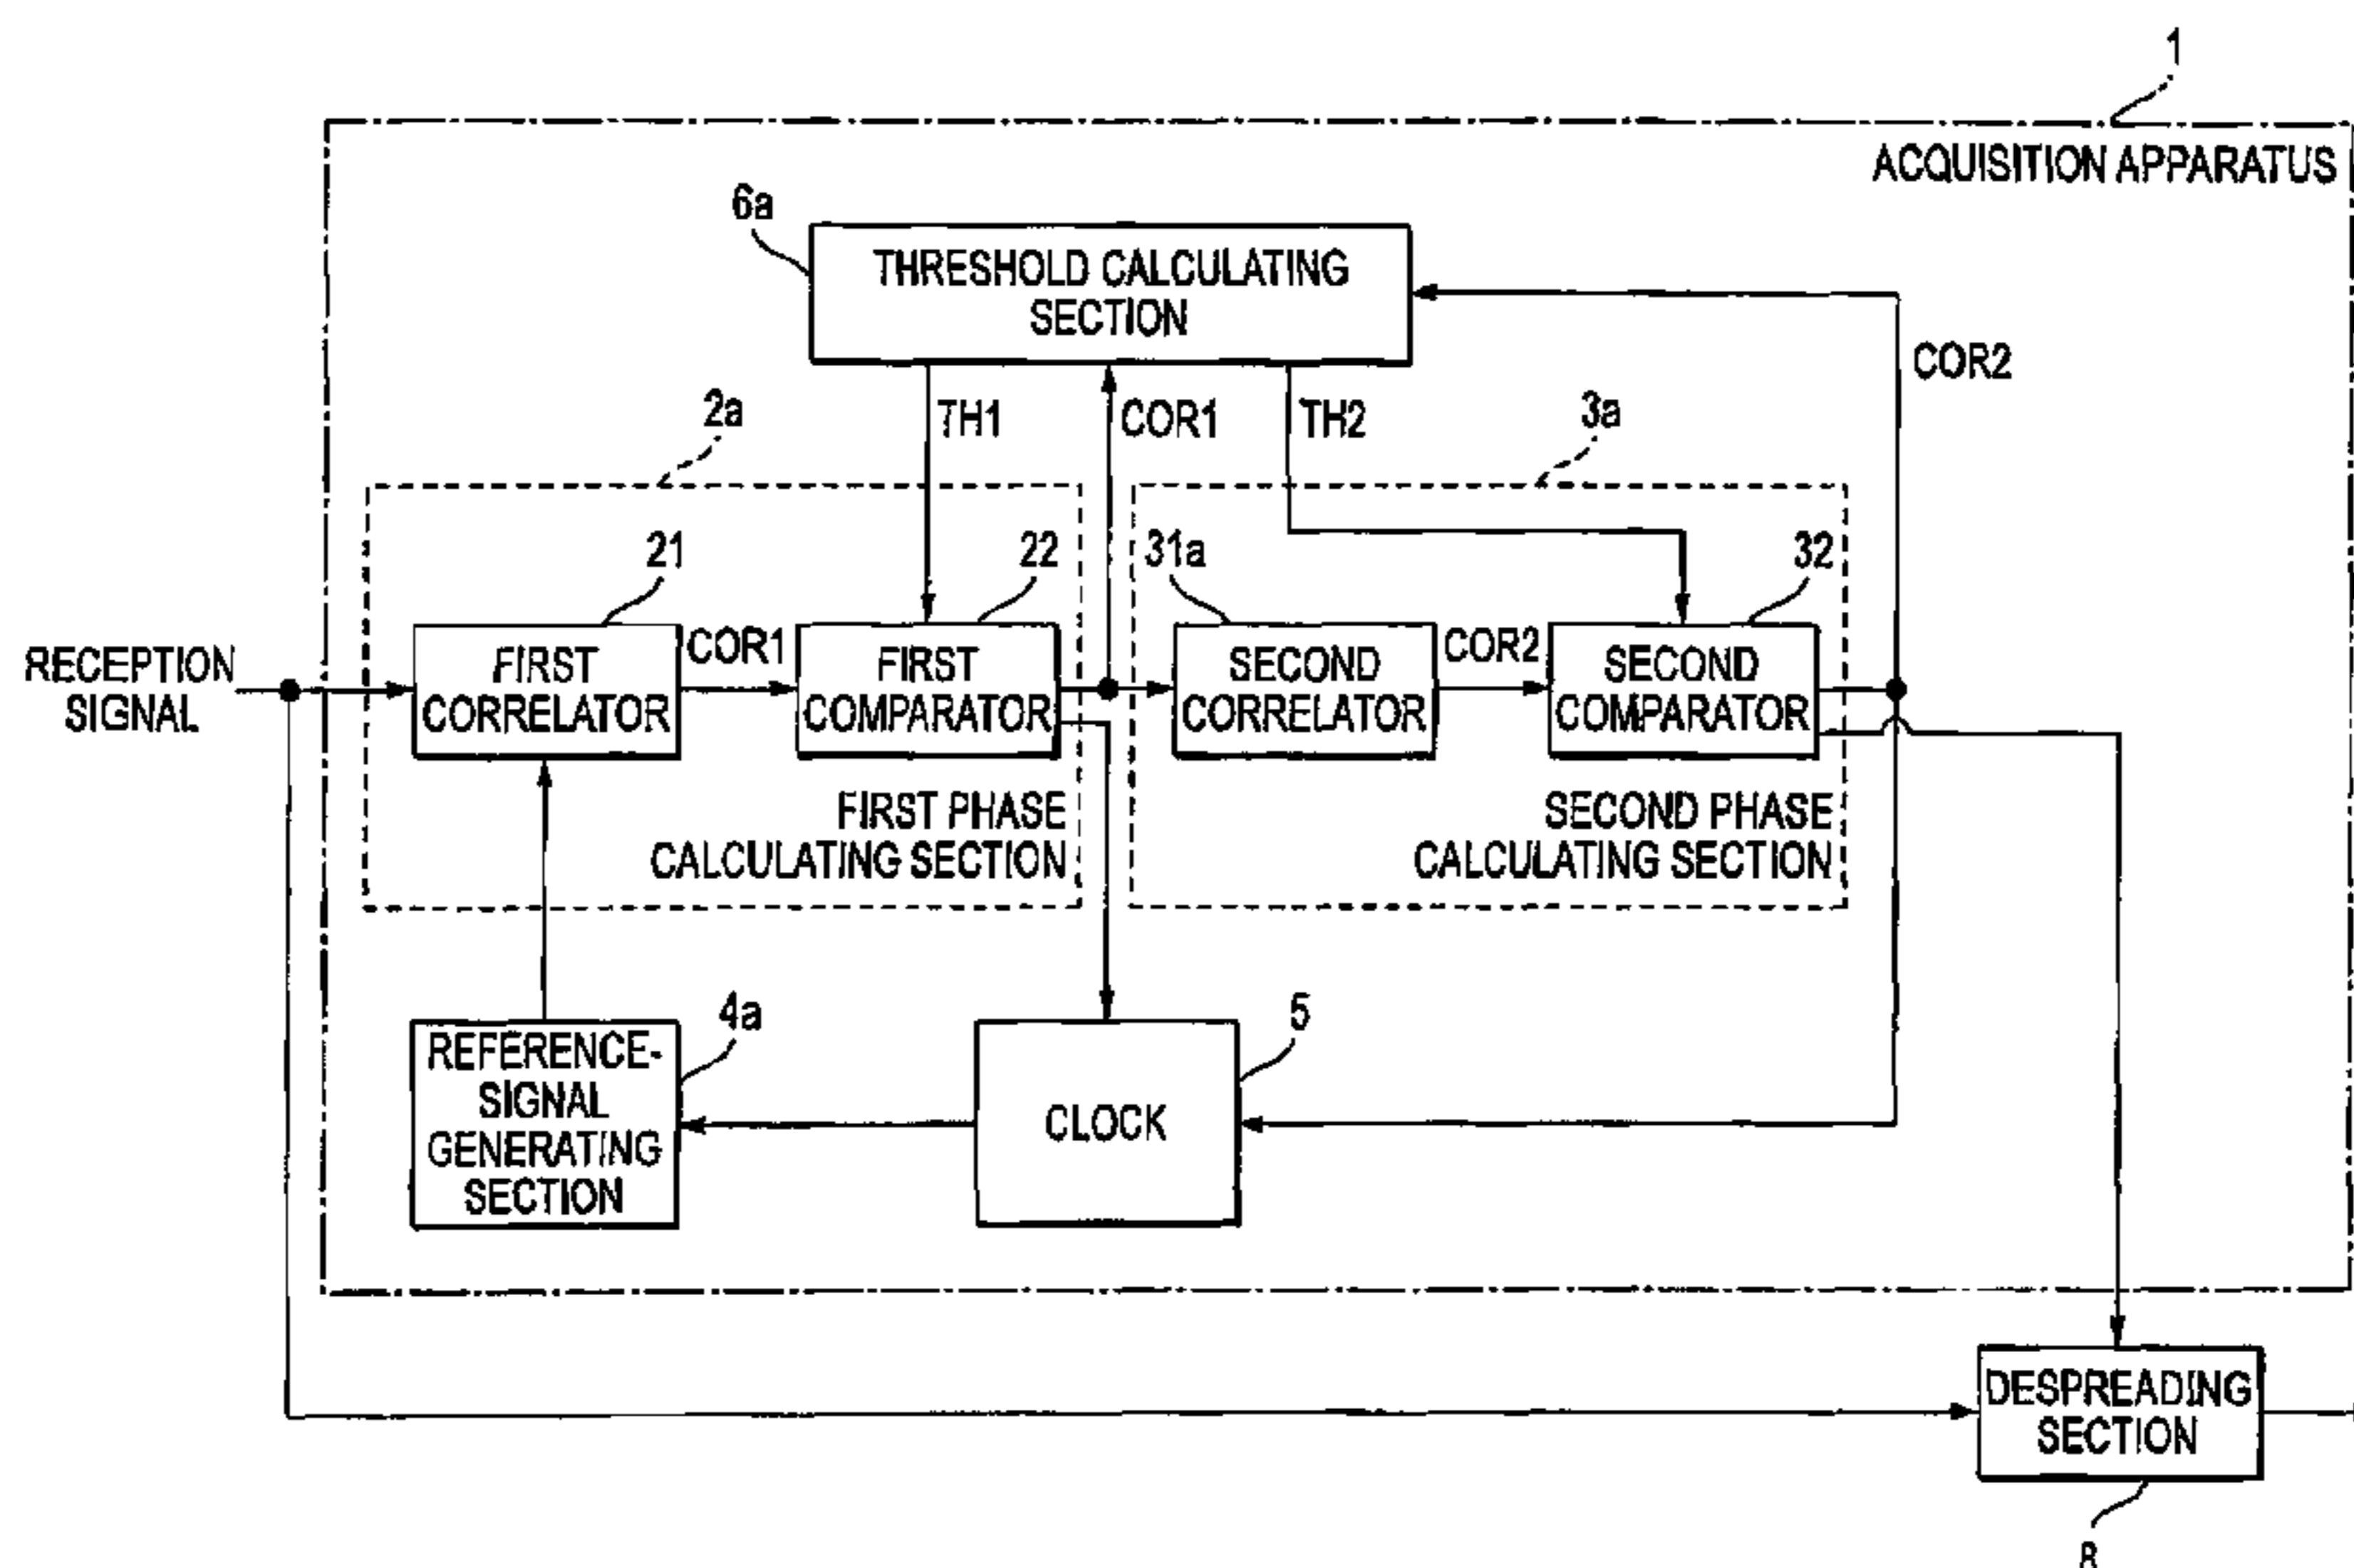 1
ACQUISITION APPARATUS
6a
THRESHOLD CALCULATING
SECTION
COR2
2a
TH1
COR1
TH2
3a
21
22
31a
32
RECEPTION
SIGNAL
FIRST
CORRELATOR
COR1
FIRST
COMPARATOR
SECOND
CORRELATOR
COR2
SECOND
COMPARATOR
FIRST PHASE
CALCULATING SECTION
SECOND PHASE
CALCULATING SECTION
REFERENCE-
SIGNAL
GENERATING
SECTION
4a
CLOCK
5
DESPREADING
SECTION
8